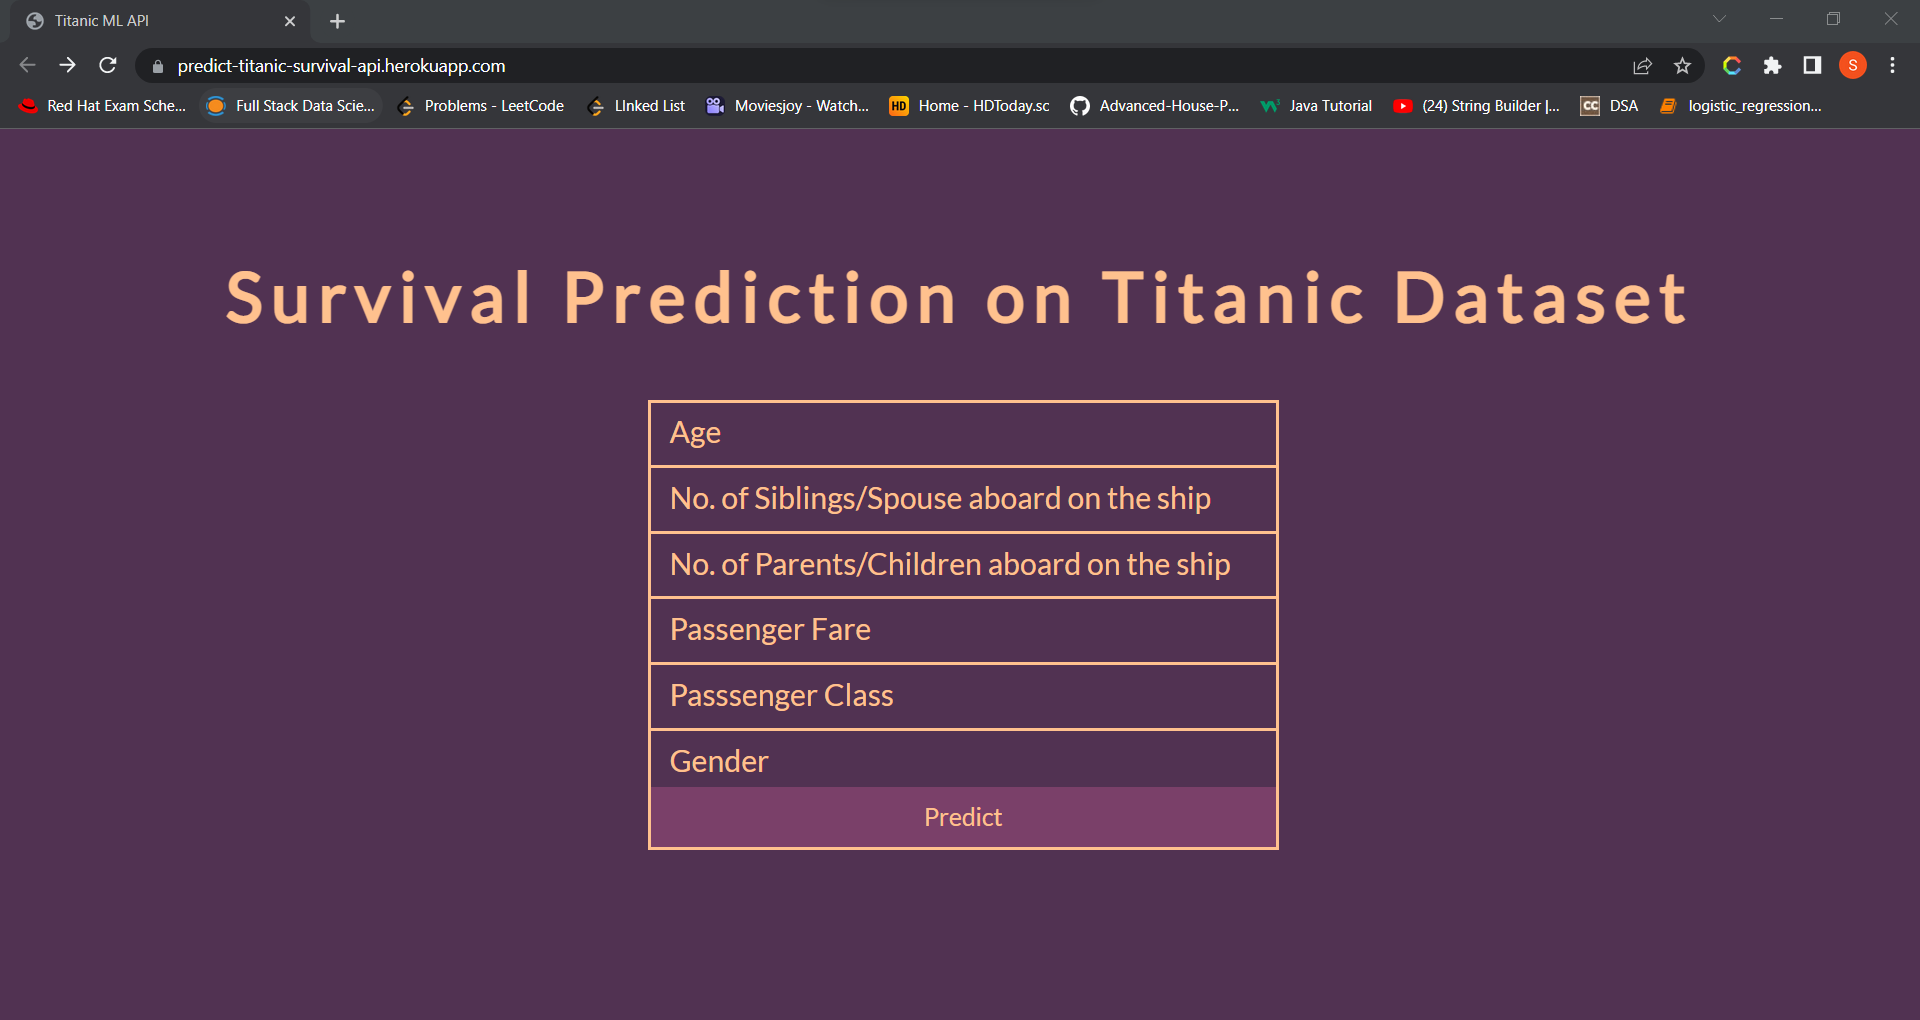 Titanic ML API
predict-titanic-survival-api.herokuapp.com
S
Red Hat Exam Sche... Full Stack Data Scie... Problems - LeetCode LInked List Moviesjoy - Watch... HD Home - HDToday.sc Advanced-House-P... Java Tutorial (24) String Builder |... CC DSA logistic_regression...
Survival Prediction on Titanic Dataset
Age
No. of Siblings/Spouse aboard on the ship
No. of Parents/Children aboard on the ship
Passenger Fare
Passsenger Class
Gender
Predict